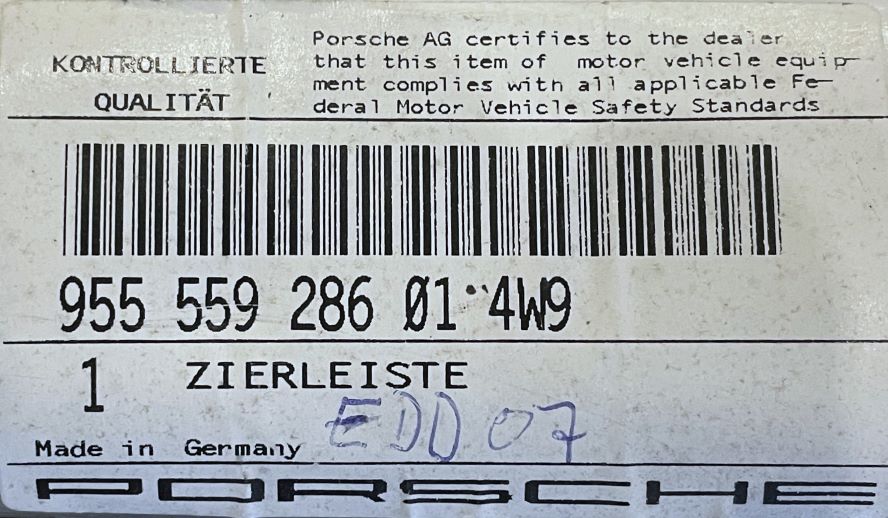 KONTROLLIERTE
QUALITÄT
Porsche AG certifies to the dealer
that this item of motor vehicle equip-
ment complies with all applicable Fe-
deral Motor Vehicle Safety Standards
955 559 286 01 4W9
1 ZIERLEISTE
EDD 07
Made in Germany
PORSCHE